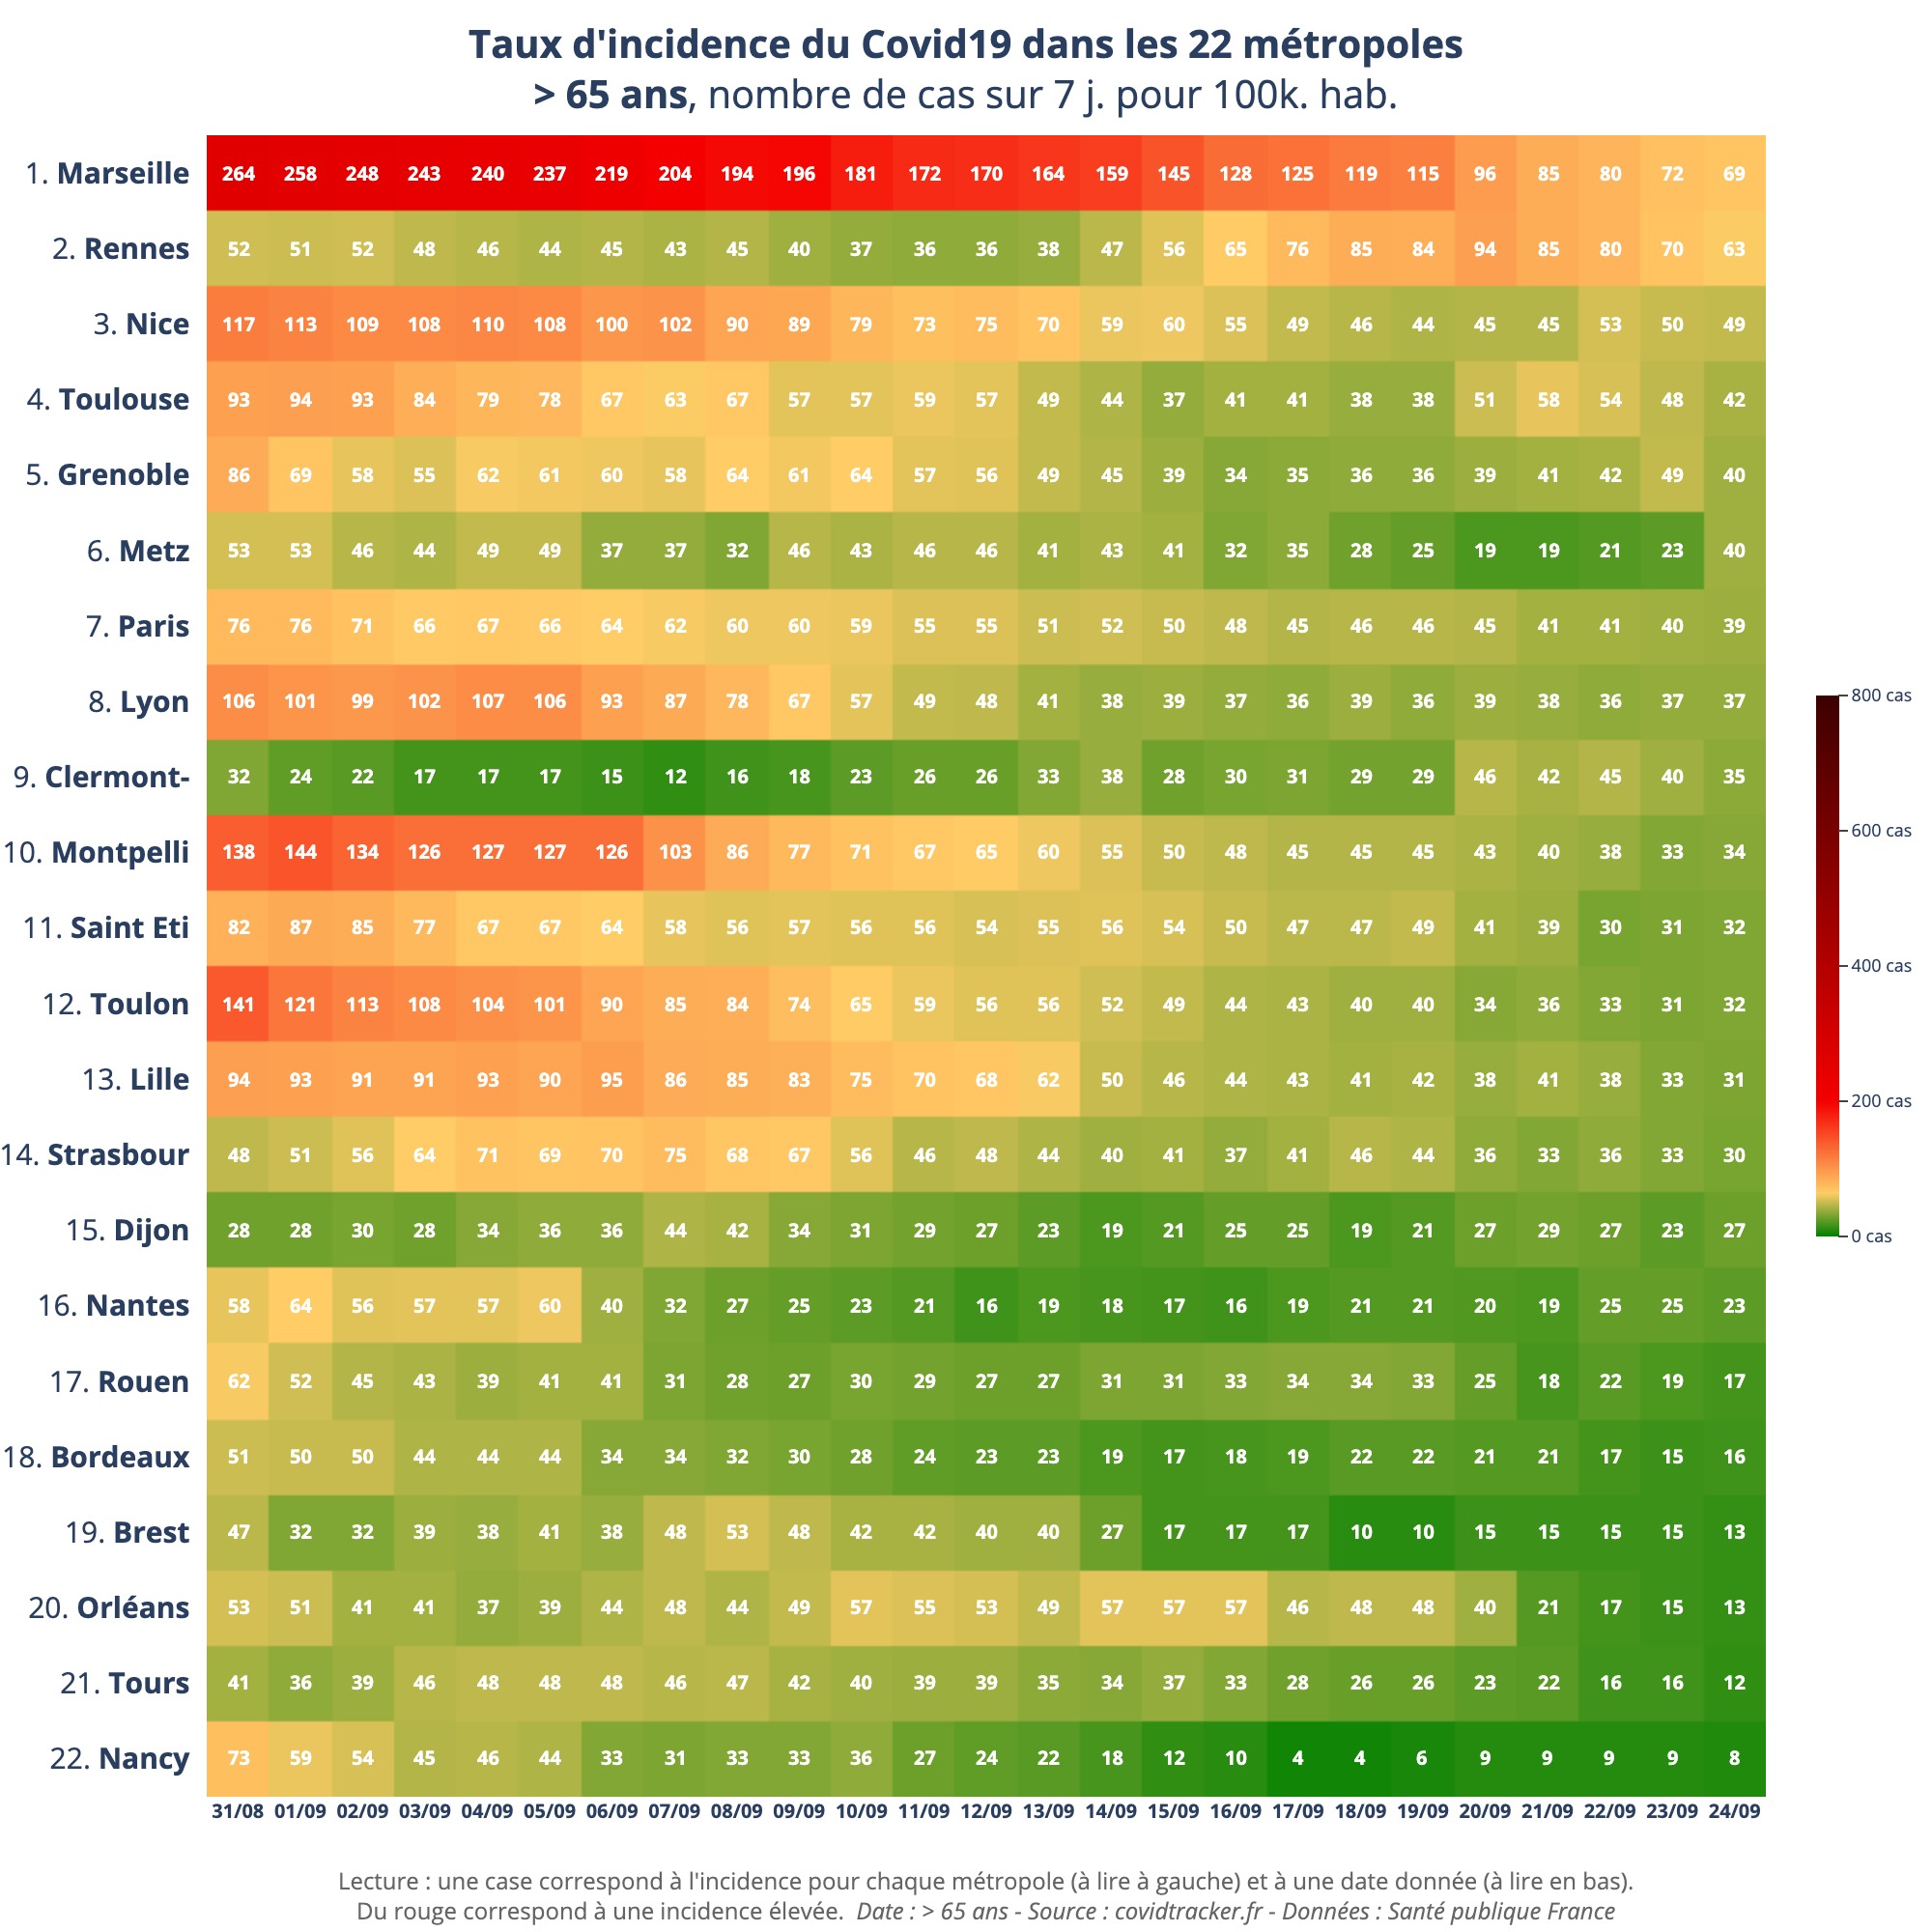 Taux d'incidence du Covid19 dans les 22 métropoles
> 65 ans, nombre de cas sur 7 j. pour 100k. hab.
1. Marseille 264 258 248 243 240 237 219 204 194 196 181 172 170 164 159 145 128 125 119 115 96 85 80 72 69
2. Rennes 52 51 52 48 46 44 45 43 45 40 37 36 36 38 47 56 65 76 85 84 94 85 80 70 63
3. Nice 117 113 109 108 110 108 100 102 90 89 79 73 75 70 59 60 55 49 46 44 45 45 53 50 49
4. Toulouse 93 94 93 84 79 78 67 63 67 57 57 59 57 49 44 37 41 41 38 38 51 58 54 48 42
5. Grenoble 86 69 58 55 62 61 60 58 64 61 64 57 56 49 45 39 34 35 36 36 39 41 42 49 40
6. Metz 53 53 46 44 49 49 37 37 32 46 43 46 46 41 43 41 32 35 28 25 19 19 21 23 40
7. Paris 76 76 71 66 67 66 64 62 60 60 59 55 55 51 52 50 48 45 46 46 45 41 41 40 39
8. Lyon 106 101 99 102 107 106 93 87 78 67 57 49 48 41 38 39 37 36 39 36 39 38 36 37 37
9. Clermont- 32 24 22 17 17 17 15 12 16 18 23 26 26 33 38 28 30 31 29 29 46 42 45 40 35
10. Montpelli 138 144 134 126 127 127 126 103 86 77 71 67 65 60 55 50 48 45 45 45 43 40 38 33 34
11. Saint Eti 82 87 85 77 67 67 64 58 56 57 56 56 54 55 56 54 50 47 47 49 41 39 30 31 32
12. Toulon 141 121 113 108 104 101 90 85 84 74 65 59 56 56 52 49 44 43 40 40 34 36 33 31 32
13. Lille 94 93 91 91 93 90 95 86 85 83 75 70 68 62 50 46 44 43 41 42 38 41 38 33 31
14. Strasbour 48 51 56 64 71 69 70 75 68 67 56 46 48 44 40 41 37 41 46 44 36 33 36 33 30
15. Dijon 28 28 30 28 34 36 36 44 42 34 31 29 27 23 19 21 25 25 19 21 27 29 27 23 27
16. Nantes 58 64 56 57 57 60 40 32 27 25 23 21 16 19 18 17 16 19 21 21 20 19 25 25 23
17. Rouen 62 52 45 43 39 41 41 31 28 27 30 29 27 27 31 31 33 34 34 33 25 18 22 19 17
18. Bordeaux 51 50 50 44 44 44 34 34 32 30 28 24 23 23 19 17 18 19 22 22 21 21 17 15 16
19. Brest 47 32 32 39 38 41 38 48 53 48 42 42 40 40 27 17 17 17 10 10 15 15 15 15 13
20. Orléans 53 51 41 41 37 39 44 48 44 49 57 55 53 49 57 57 57 46 48 48 40 21 17 15 13
21. Tours 41 36 39 46 48 48 48 46 47 42 40 39 39 35 34 37 33 28 26 26 23 22 16 16 12
22. Nancy 73 59 54 45 46 44 33 31 33 33 36 27 24 22 18 12 10 4 4 6 9 9 9 9 8
31/08 01/09 02/09 03/09 04/09 05/09 06/09 07/09 08/09 09/09 10/09 11/09 12/09 13/09 14/09 15/09 16/09 17/09 18/09 19/09 20/09 21/09 22/09 23/09 24/09
800 cas
600 cas
400 cas
200 cas
0 cas
Lecture : une case correspond à l'incidence pour chaque métropole (à lire à gauche) et à une date donnée (à lire en bas).
Du rouge correspond à une incidence élevée. Date : > 65 ans - Source : covidtracker.fr - Données : Santé publique France